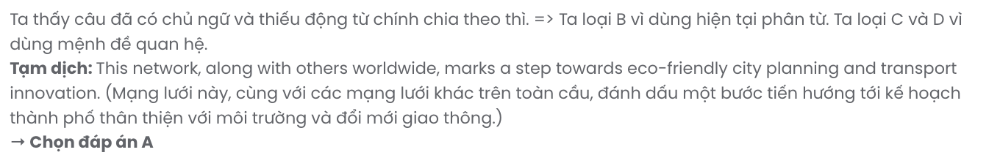 Ta thấy câu đã có chủ ngữ và thiếu động từ chính chia theo thì. => Ta loại B vì dùng hiện tại phân từ. Ta loại C và D vì
dùng mệnh đề quan hệ.
Tạm dịch: This network, along with others worldwide, marks a step towards eco-friendly city planning and transport
innovation. (Mạng lưới này, cùng với các mạng lưới khác trên toàn cầu, đánh dấu một bước tiến hướng tới kế hoạch
thành phố thân thiện với môi trường và đổi mới giao thông.)
→ Chọn đáp án A